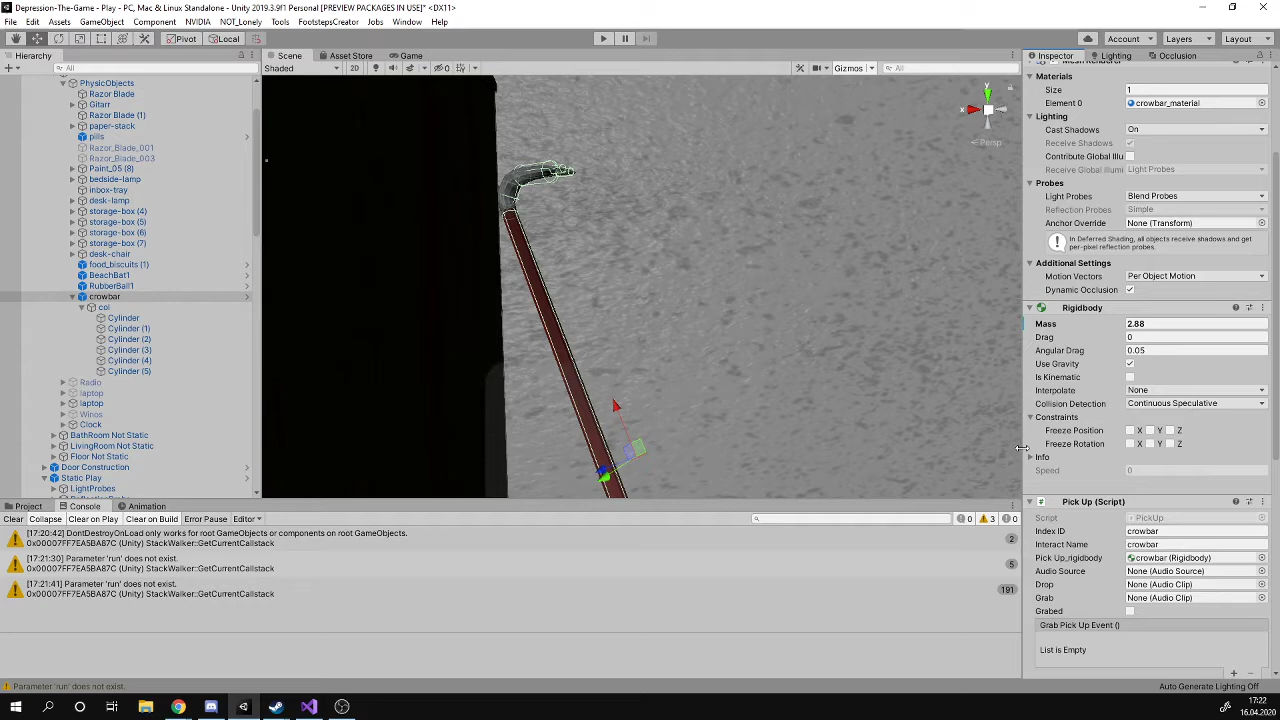 Depression-The-Game - Play - PC, Mac & Linux Standalone - Unity 2019.3.9f1 Personal [PREVIEW PACKAGES IN USE]* <DX11>
File Edit Assets GameObject Component NVIDIA NOT_Lonely Tools FootstepsCreator Jobs Window Help
Pivot Local Account Layers Layout
Hierarchy
All
PhysicObjects
Razor Blade
Gitarr
Razor Blade (1)
paper-stack
pills
Razor_Blade_001
Razor_Blade_003
Paint_05 (8)
bedside-lamp
inbox-tray
desk-lamp
storage-box (4)
storage-box (5)
storage-box (6)
storage-box (7)
desk-chair
food_biscuits (1)
BeachBat1
RubberBall1
crowbar
col
Cylinder
Cylinder (1)
Cylinder (2)
Cylinder (3)
Cylinder (4)
Cylinder (5)
Radio
laptop
laptop
Winos
Clock
BathRoom Not Static
LivingRoom Not Static
Floor Not Static
Door Construction
Static Play
LightProbes
Scene Asset Store Game
Shaded 2D 0 Gizmos All
y
x
Persp
Inspector Lighting Occlusion
Mesh Renderer
Materials
Size 1
Element 0 crowbar_material
Lighting
Cast Shadows On
Receive Shadows
Contribute Global Illu
Receive Global Illumi Light Probes
Probes
Light Probes Blend Probes
Reflection Probes Simple
Anchor Override None (Transform)
In Deferred Shading, all objects receive shadows and get
per-pixel reflection probes.
Additional Settings
Motion Vectors Per Object Motion
Dynamic Occlusion
Rigidbody
Mass 2.88
Drag 0
Angular Drag 0.05
Use Gravity
Is Kinematic
Interpolate None
Collision Detection Continuous Speculative
Constraints
Freeze Position X Y Z
Freeze Rotation X Y Z
Info
Speed 0
Pick Up (Script)
Script PickUp
Index ID crowbar
Interact Name crowbar
Pick Up_rigidbody crowbar (Rigidbody)
Audio Source None (Audio Source)
Drop None (Audio Clip)
Grab None (Audio Clip)
Grabed
Grab Pick Up Event ()
List is Empty
Project Console Animation
Clear Collapse Clear on Play Clear on Build Error Pause Editor 0 3 0
[17:20:42] DontDestroyOnLoad only works for root GameObjects or components on root GameObjects.
0x00007FF7EA5BA87C (Unity) StackWalker::GetCurrentCallstack
2
[17:21:30] Parameter 'run' does not exist.
0x00007FF7EA5BA87C (Unity) StackWalker::GetCurrentCallstack
5
[17:21:41] Parameter 'run' does not exist.
0x00007FF7EA5BA87C (Unity) StackWalker::GetCurrentCallstack
191
Parameter 'run' does not exist.
Auto Generate Lighting Off
17:22
16.04.2020